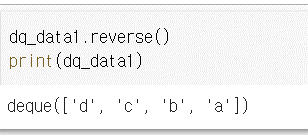 dq_data1.reverse()
print(dq_data1)
deque(['d', 'c', 'b', 'a'])